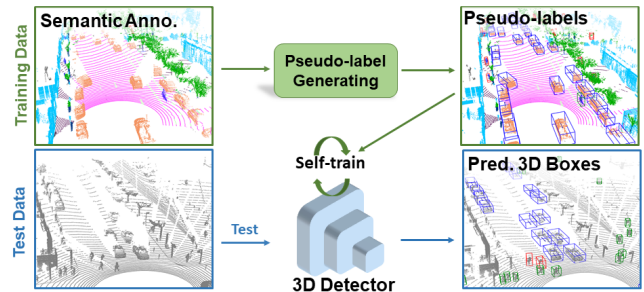 Training Data
Semantic Anno.
Pseudo-label
Generating
Pseudo-labels
Self-train
Test Data
Test
3D Detector
Pred. 3D Boxes